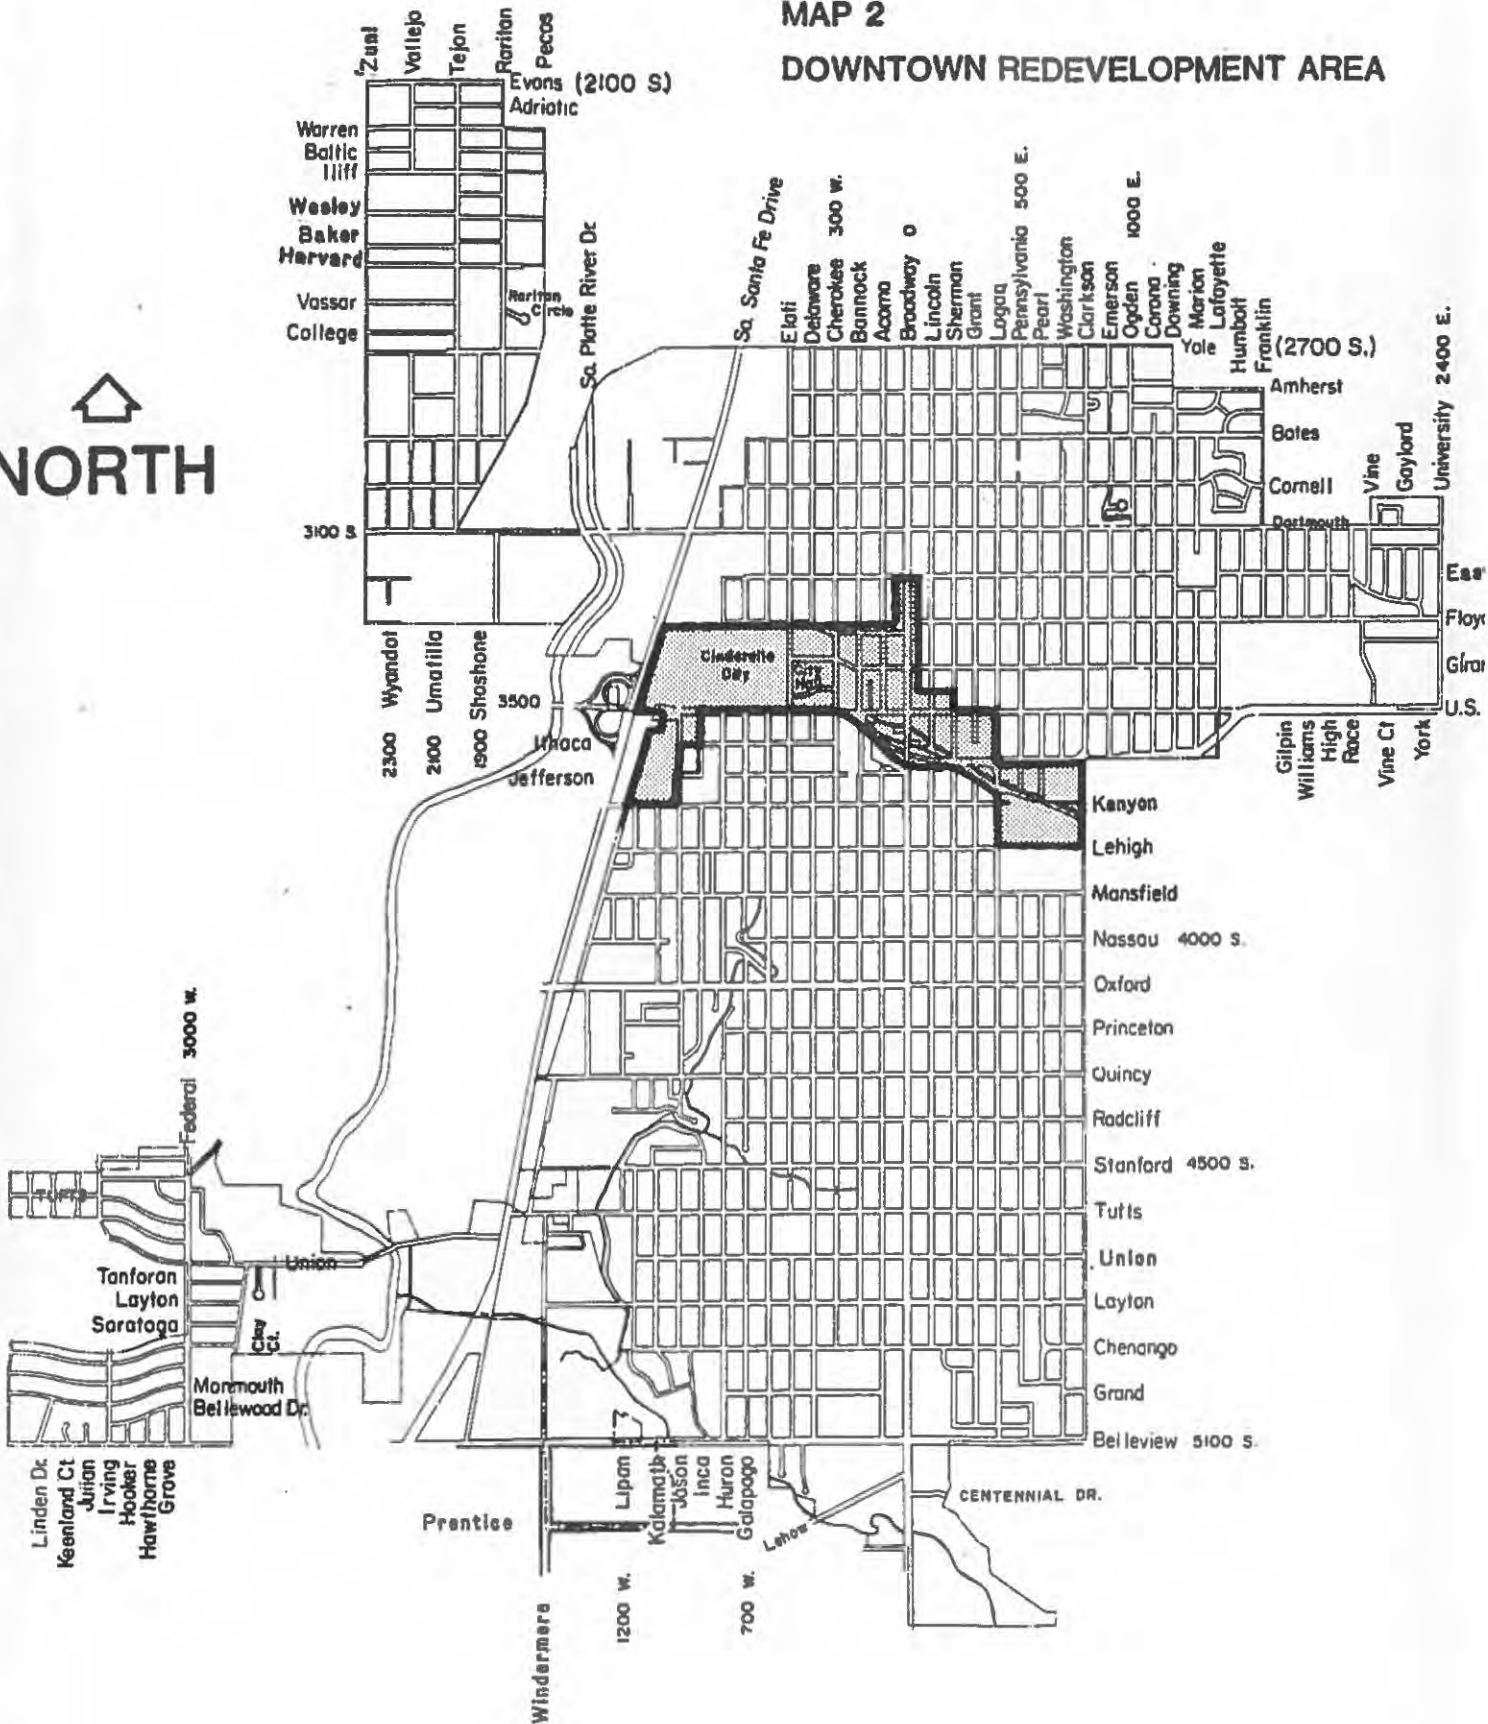 MAP 2
DOWNTOWN REDEVELOPMENT AREA
Zuni
Vallejo
Tejon
Raritan
Pecos
Evans (2100 S.)
Adriatic
Warren
Baltic
Iliff
Wesley
Baker
Harvard
Vassar
College
Raritan
Circle
So. Platte River Dr.
So. Santa Fe Drive
Elati
Delaware
Cherokee 300 W.
Bannock
Acoma
Broadway 0
Lincoln
Sherman
Grant
Logan
Pennsylvania 500 E.
Pearl
Washington
Clarkson
Emerson
Ogden 1000 E.
Corona
Downing
Marion
Lafayette
Humbolt
Franklin
Yale (2700 S.)
Amherst
Bates
Cornell
Dartmouth
Vine
Gaylord
University 2400 E.
NORTH
3100 S.
Eas
Floy
Girar
U.S.
2300 Wyandot
2100 Umatilla
1900 Shoshone
3500
Ithaca
Jefferson
Cinderella
City
City
Hall
Gilpin
Williams
High
Race
Vine Ct
York
Kenyon
Lehigh
Mansfield
Nassau 4000 S.
Oxford
Princeton
Quincy
Radcliff
Stanford 4500 S.
Tufts
Union
Layton
Chenango
Grand
Belleview 5100 S.
Federal 3000 W.
TUFTS
Union
Tanforan
Layton
Saratoga
Clay
Ct.
Monmouth
Bellewood Dr.
Linden Dr.
Keenland Ct
Julian
Irving
Hooker
Hawthorne
Grove
Prentice
Windermere
Lipan
Kalamath
Jason
Inca
Huron
Galapago
1200 W.
700 W.
Lehow
CENTENNIAL DR.